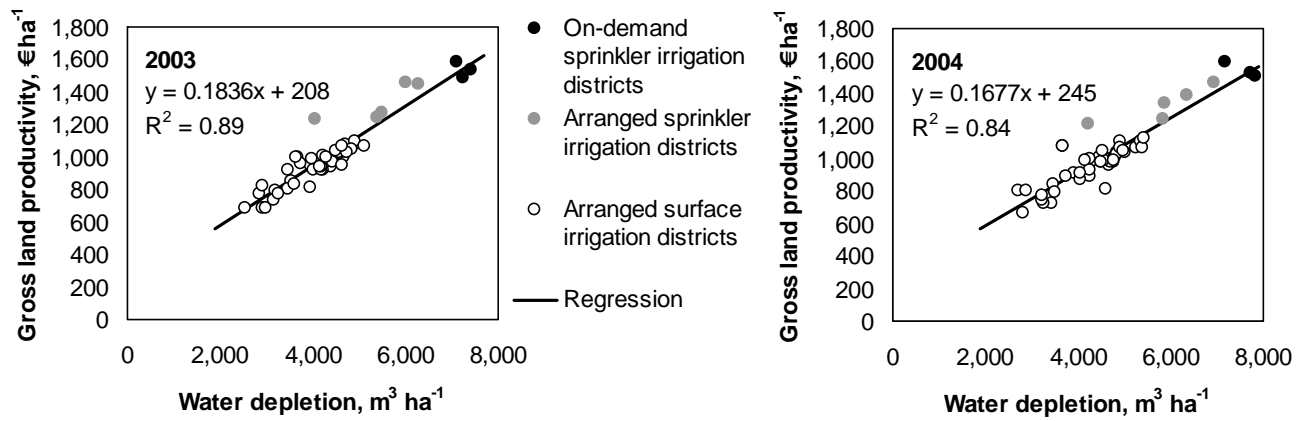 Gross land productivity, €ha-1
1,800
1,600
1,400
1,200
1,000
800
600
400
200
0
2003
y = 0.1836x + 208
R2 = 0.89
0
2,000
4,000
6,000
8,000
Water depletion, m3 ha-1
On-demand
sprinkler irrigation
districts
Arranged sprinkler
irrigation districts
Arranged surface
irrigation districts
Regression
Gross land productivity, €ha-1
1,800
1,600
1,400
1,200
1,000
800
600
400
200
0
2004
y = 0.1677x + 245
R2 = 0.84
0
2,000
4,000
6,000
8,000
Water depletion, m3 ha-1